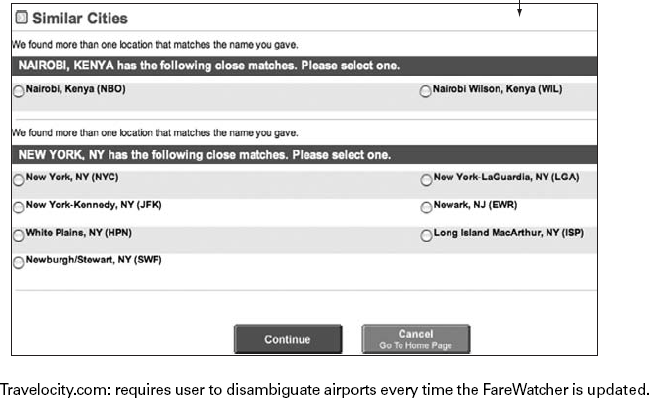 Similar Cities
We found more than one location that matches the name you gave.
NAIROBI, KENYA has the following close matches. Please select one.
Nairobi, Kenya (NBO) Nairobi Wilson, Kenya (WIL)
We found more than one location that matches the name you gave.
NEW YORK, NY has the following close matches. Please select one.
New York, NY (NYC) New York-LaGuardia, NY (LGA)
New York-Kennedy, NY (JFK) Newark, NJ (EWR)
White Plains, NY (HPN) Long Island MacArthur, NY (ISP)
Newburgh/Stewart, NY (SWF)
Continue Cancel
Go To Home Page
Travelocity.com: requires user to disambiguate airports every time the FareWatcher is updated.